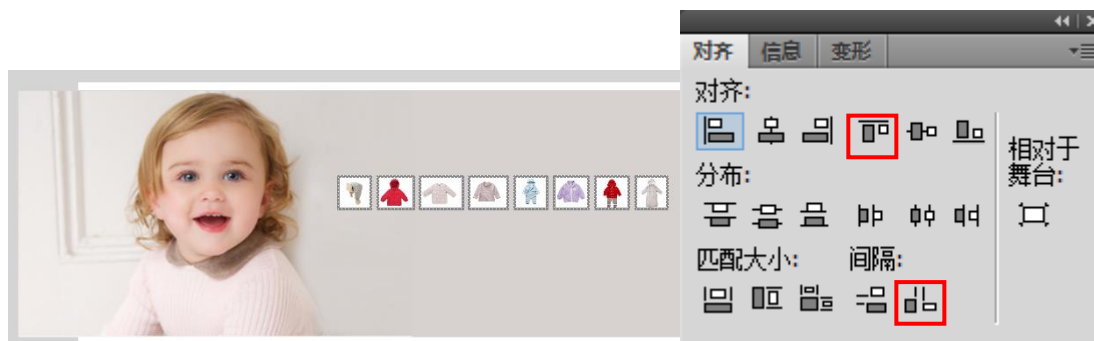 对齐 信息 变形
对齐:
相对于
舞台:
分布:
匹配大小: 间隔: